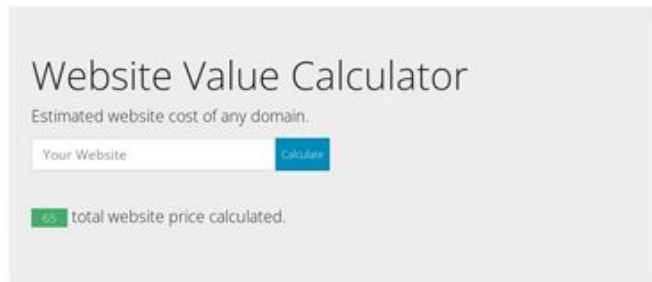 Website Value Calculator
Estimated website cost of any domain.
Your Website Calculate
65 total website price calculated.